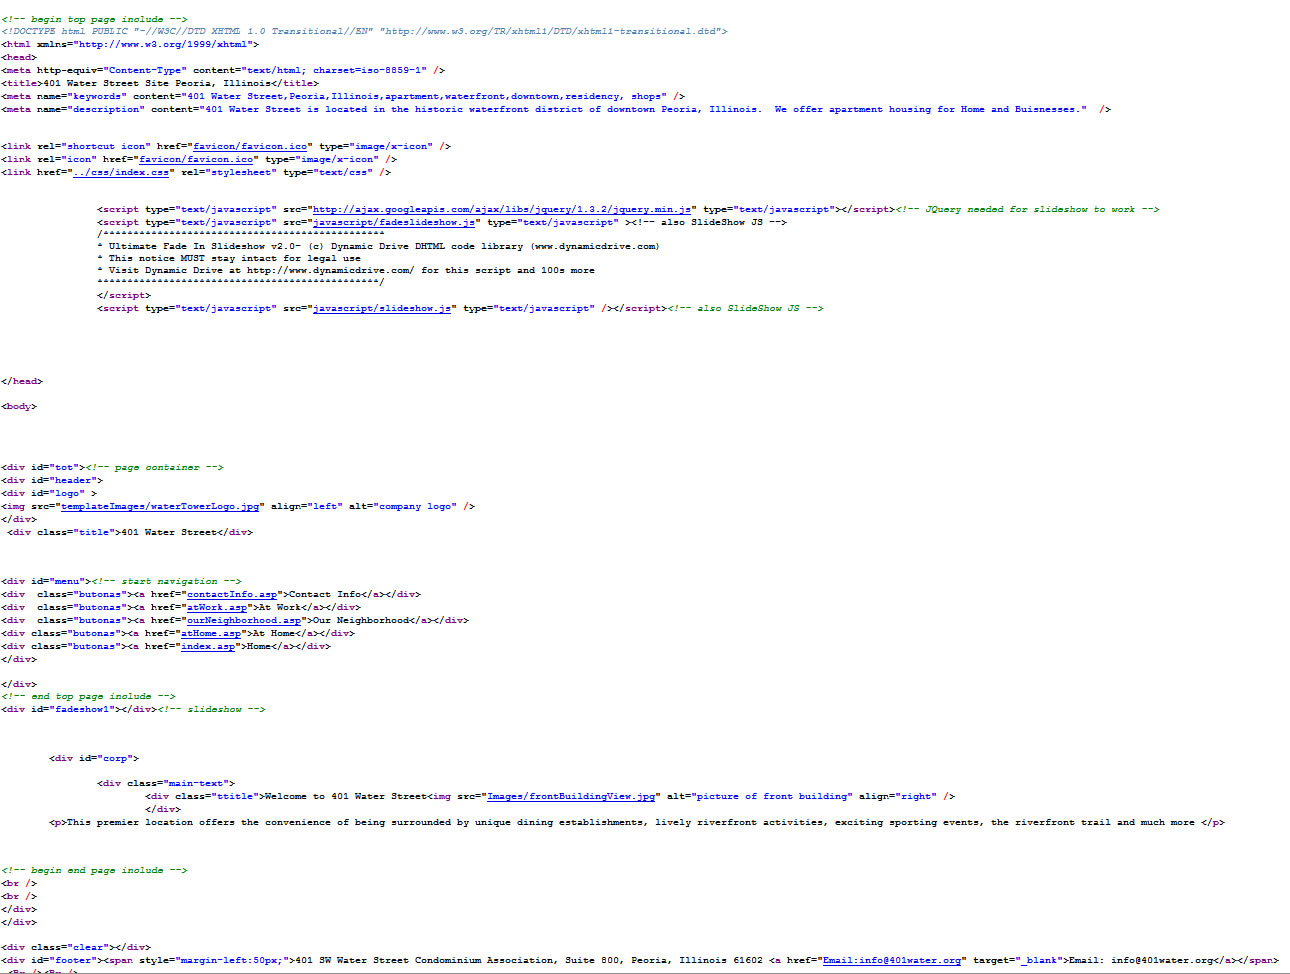 <!-- begin top page include -->
<!DOCTYPE html PUBLIC "-//W3C//DTD XHTML 1.0 Transitional//EN" "http://www.w3.org/TR/xhtml1/DTD/xhtml1-transitional.dtd">
<html xmlns="http://www.w3.org/1999/xhtml">
<head>
<meta http-equiv="Content-Type" content="text/html; charset=iso-8859-1" />
<title>401 Water Street Site Peoria, Illinois</title>
<meta name="keywords" content="401 Water Street,Peoria,Illinois,apartment,waterfront,downtown,residency, shops" />
<meta name="description" content="401 Water Street is located in the historic waterfront district of downtown Peoria, Illinois.  We offer apartment housing for Home and Buisnesses."  />
<link rel="shortcut icon" href="favicon/favicon.ico" type="image/x-icon" />
<link rel="icon" href="favicon/favicon.ico" type="image/x-icon" />
<link href="../css/index.css" rel="stylesheet" type="text/css" />
<script type="text/javascript" src="http://ajax.googleapis.com/ajax/libs/jquery/1.3.2/jquery.min.js" type="text/javascript"></script><!-- JQuery needed for slideshow to work -->
<script type="text/javascript" src="javascript/fadeslideshow.js" type="text/javascript" ><!-- also SlideShow JS -->
/***********************************************
* Ultimate Fade In Slideshow v2.0- (c) Dynamic Drive DHTML code library (www.dynamicdrive.com)
* This notice MUST stay intact for legal use
* Visit Dynamic Drive at http://www.dynamicdrive.com/ for this script and 100s more
***********************************************/
</script>
<script type="text/javascript" src="javascript/slideshow.js" type="text/javascript" /></script><!-- also SlideShow JS -->
</head>
<body>
<div id="tot"><!-- page container -->
<div id="header">
<div id="logo" >
<img src="templateImages/waterTowerLogo.jpg" align="left" alt="company logo" />
</div>
<div class="title">401 Water Street</div>
<div id="menu"><!-- start navigation -->
<div  class="butonas"><a href="contactInfo.asp">Contact Info</a></div>
<div  class="butonas"><a href="atWork.asp">At Work</a></div>
<div  class="butonas"><a href="ourNeighborhood.asp">Our Neighborhood</a></div>
<div class="butonas"><a href="atHome.asp">At Home</a></div>
<div class="butonas"><a href="index.asp">Home</a></div>
</div>
</div>
<!-- end top page include -->
<div id="fadeshow1"></div><!-- slideshow -->
<div id="corp">
<div class="main-text">
<div class="ttitle">Welcome to 401 Water Street<img src="Images/frontBuildingView.jpg" alt="picture of front building" align="right" />
</div>
<p>This premier location offers the convenience of being surrounded by unique dining establishments, lively riverfront activities, exciting sporting events, the riverfront trail and much more </p>
<!-- begin end page include -->
<br />
<br />
</div>
</div>
<div class="clear"></div>
<div id="footer"><span style="margin-left:50px;">401 SW Water Street Condominium Association, Suite 800, Peoria, Illinois 61602 <a href="Email:info@401water.org" target="_blank">Email: info@401water.org</a></span>